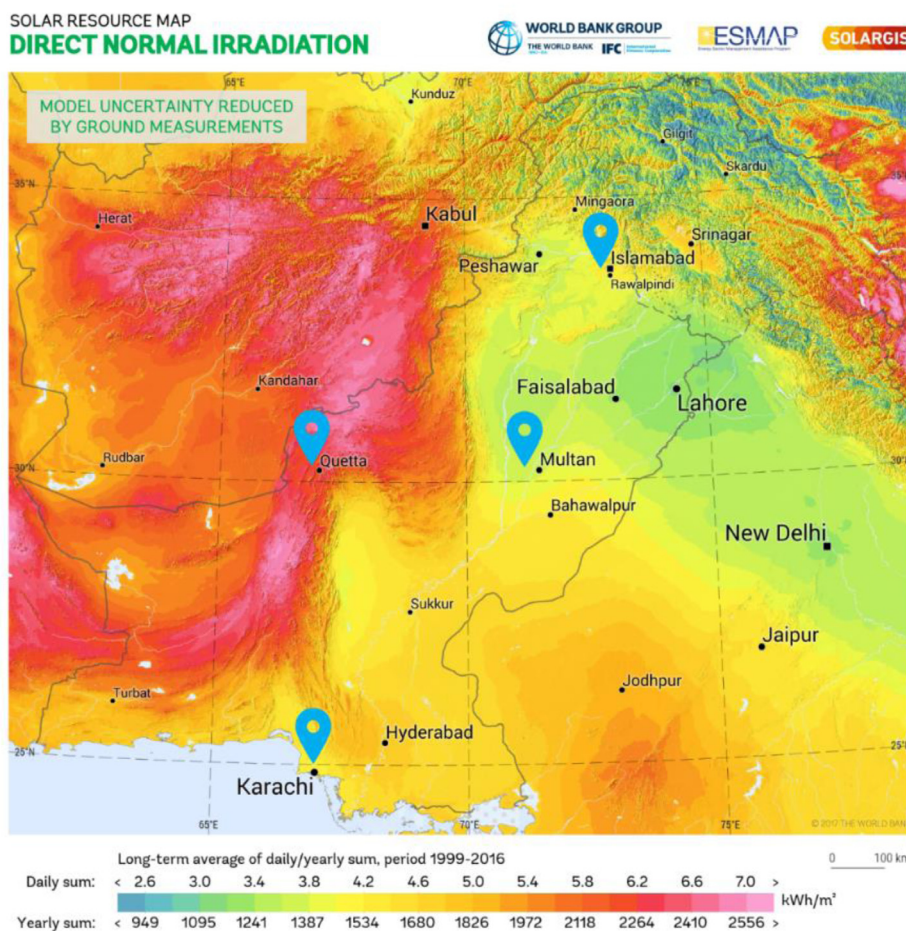 SOLAR RESOURCE MAP
DIRECT NORMAL IRRADIATION
WORLD BANK GROUP
THE WORLD BANK IFC
ESMAP
SOLARGIS
65°E 70°E
MODEL UNCERTAINTY REDUCED
BY GROUND MEASUREMENTS
Kunduz
Gilgit
Skardu
35°N
Mingaora
Herat
Kabul
Srinagar
Peshawar
Islamabad
Rawalpindi
Kandahar
Faisalabad
Lahore
Rudbar
Quetta
Multan
30°N
Bahawalpur
New Delhi
Sukkur
Jaipur
Turbat
Jodhpur
Hyderabad
25°N
25°N
Karachi
65°E 70°E 75°E
© 2017 THE WORLD BAN
Long-term average of daily/yearly sum, period 1999-2016
0 100 km
Daily sum: < 2.6 3.0 3.4 3.8 4.2 4.6 5.0 5.4 5.8 6.2 6.6 7.0 >
kWh/m²
Yearly sum: < 949 1095 1241 1387 1534 1680 1826 1972 2118 2264 2410 2556 >